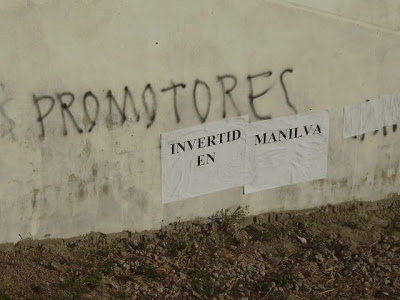 PROMOTORES
INVERTID MANILVA
EN